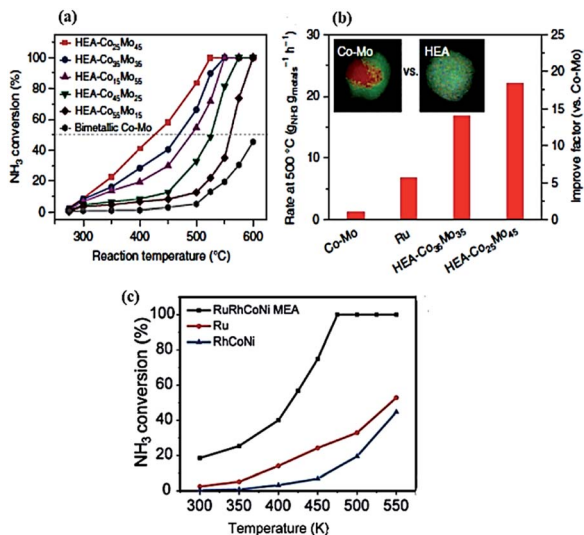 (a)
HEA-Co₂₅Mo₄₅
HEA-Co₃₅Mo₃₅
HEA-Co₁₅Mo₅₅
HEA-Co₄₅Mo₂₅
HEA-Co₅₅Mo₁₅
Bimetallic Co-Mo
NH₃ conversion (%)
100
80
60
40
20
0
300
400
500
600
Reaction temperature (°C)
(b)
Co-Mo
vs.
HEA
Rate at 500 °C (gNH₃ gmetals⁻¹ h⁻¹)
30
20
10
0
Improve factor (vs. Co-Mo)
25
20
15
10
5
0
Co-Mo
Ru
HEA-Co₃₅Mo₃₅
HEA-Co₂₅Mo₄₅
(c)
RuRhCoNi MEA
Ru
RhCoNi
NH₃ conversion (%)
100
80
60
40
20
0
300
350
400
450
500
550
Temperature (K)